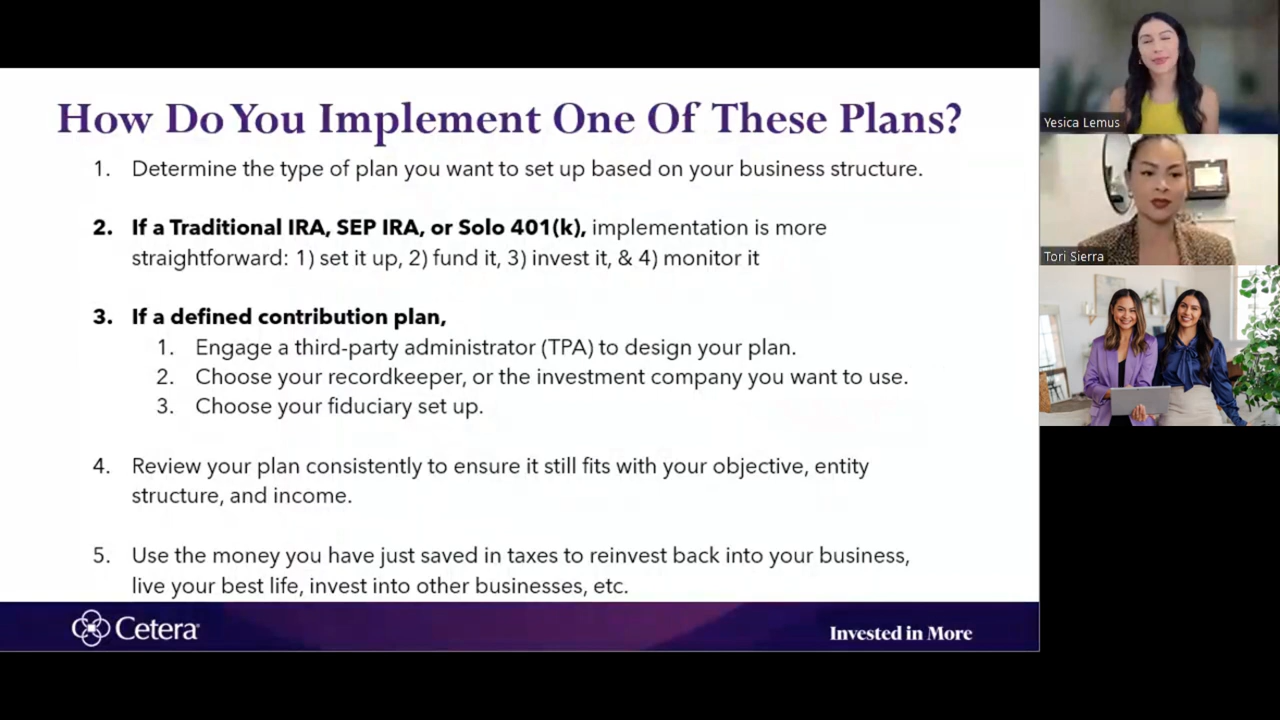 How Do You Implement One Of These Plans?
1. Determine the type of plan you want to set up based on your business structure.
2. If a Traditional IRA, SEP IRA, or Solo 401(k), implementation is more
straightforward: 1) set it up, 2) fund it, 3) invest it, & 4) monitor it
3. If a defined contribution plan,
1. Engage a third-party administrator (TPA) to design your plan.
2. Choose your recordkeeper, or the investment company you want to use.
3. Choose your fiduciary set up.
4. Review your plan consistently to ensure it still fits with your objective, entity
structure, and income.
5. Use the money you have just saved in taxes to reinvest back into your business,
live your best life, invest into other businesses, etc.
Cetera®
Invested in More
Yesica Lemus
Tori Sierra